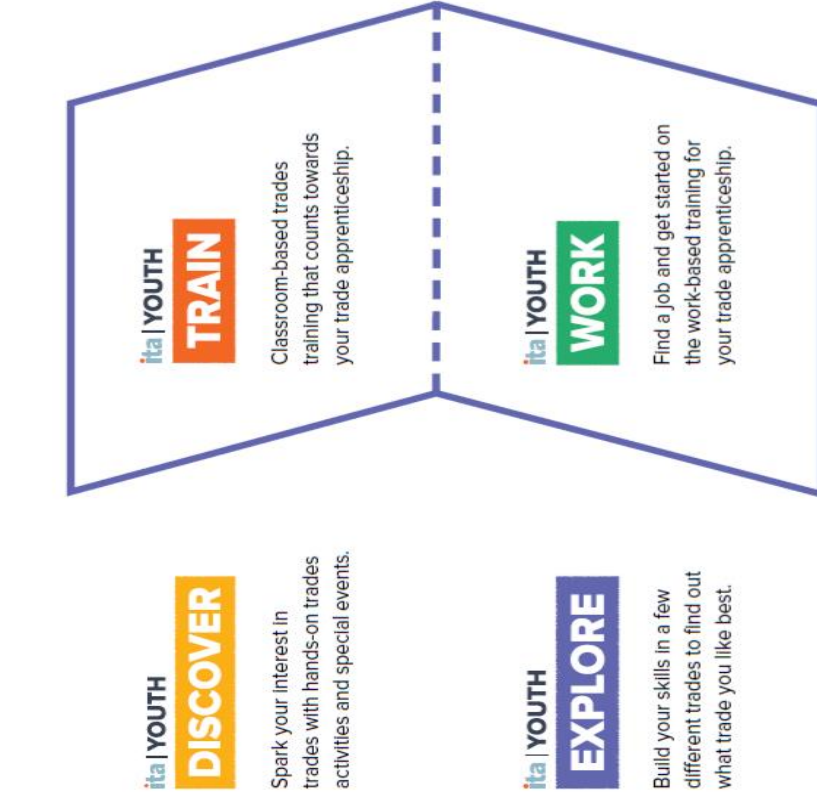 ita | YOUTH
DISCOVER
Spark your interest in
trades with hands-on trades
activities and special events.
ita | YOUTH
TRAIN
Classroom-based trades
training that counts towards
your trade apprenticeship.
ita | YOUTH
EXPLORE
Build your skills in a few
different trades to find out
what trade you like best.
ita | YOUTH
WORK
Find a job and get started on
the work-based training for
your trade apprenticeship.